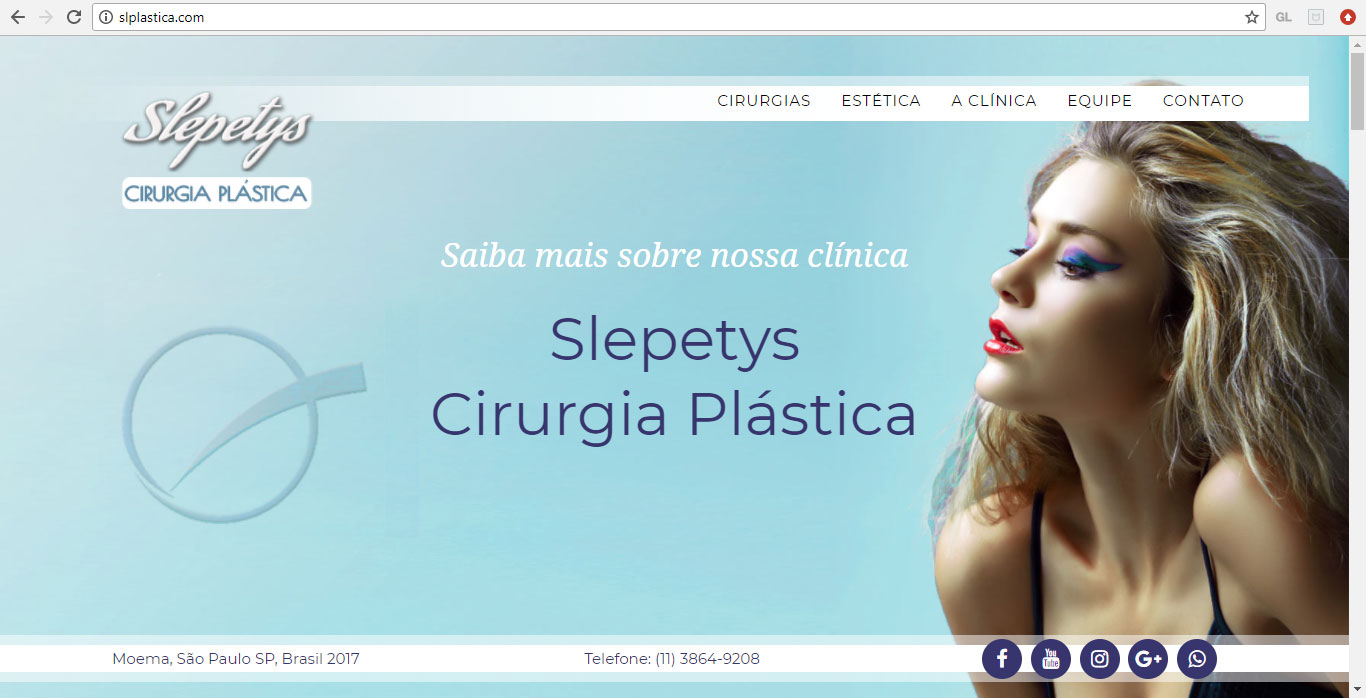 slplastica.com
GL
CIRURGIAS ESTÉTICA A CLÍNICA EQUIPE CONTATO
Slepetys
CIRURGIA PLÁSTICA
Saiba mais sobre nossa clínica
Slepetys
Cirurgia Plástica
Moema, São Paulo SP, Brasil 2017
Telefone: (11) 3864-9208
You
Tube
G+